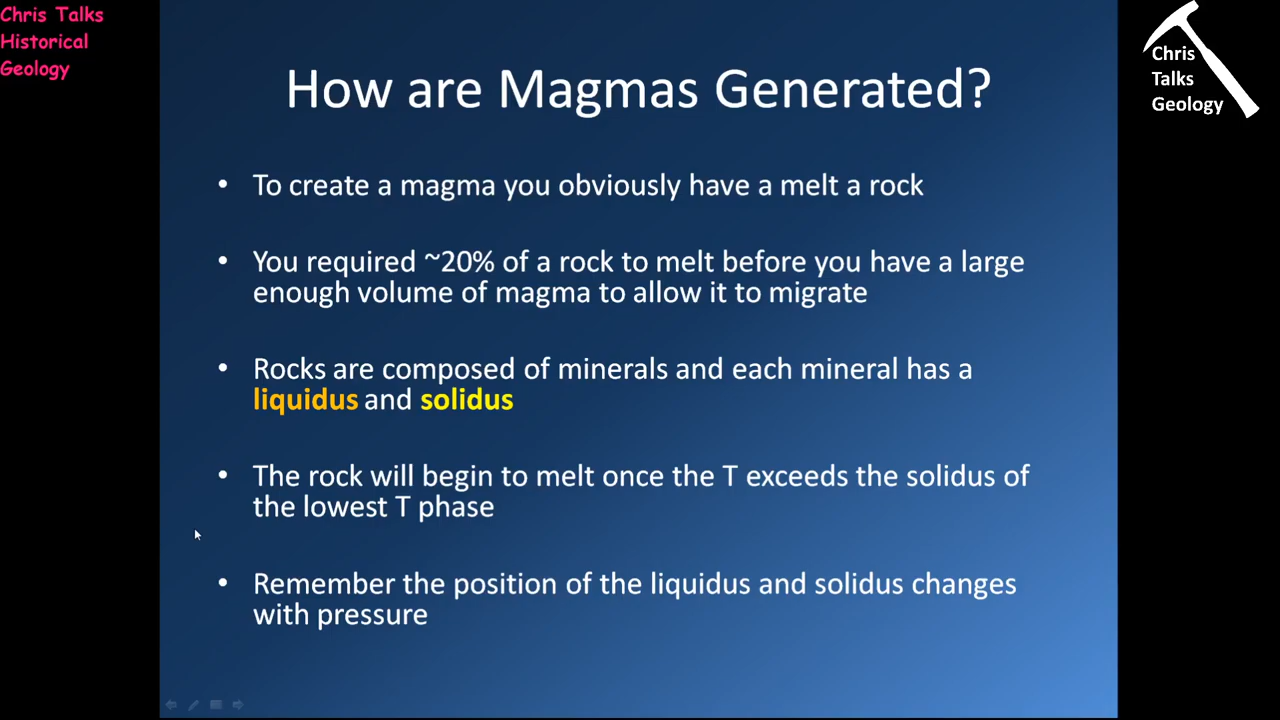 Chris Talks
Historical
Geology
Chris
Talks
Geology
How are Magmas Generated?
• To create a magma you obviously have a melt a rock
• You required ~20% of a rock to melt before you have a large
enough volume of magma to allow it to migrate
• Rocks are composed of minerals and each mineral has a
liquidus and solidus
• The rock will begin to melt once the T exceeds the solidus of
the lowest T phase
• Remember the position of the liquidus and solidus changes
with pressure